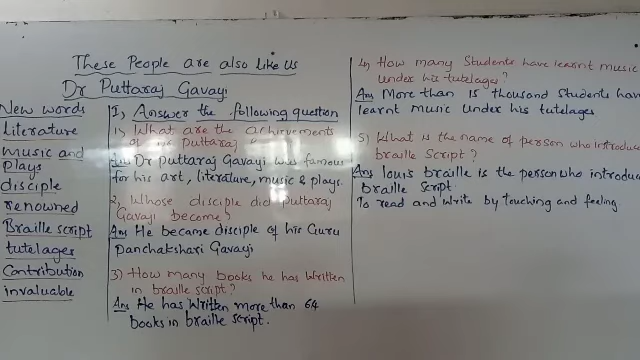 These People are also like us
Dr Puttaraj Gavayi
New words
Literature
music and
plays
disciple
renowned
Braille script
tutelages
Contribution
invaluable
I) Answer the following question
1) What are the achievements
puttaraj
Ans Dr puttaraj Gavayi was famous
for his art, literature, music & plays.
2) Whose disciple did puttaraj
Gavayi become?
Ans He became disciple of his Guru
Panchakshari Gavayi
3) How many books he has written
in braille script?
Ans He has written more than 64
books in braille script.
4) How many Students have learnt music
under his tutelages?
Ans More than 15 thousand students have
learnt music under his tutelages
5) What is the name of person who introduce
braille script?
Ans louis braille is the person who introduce
braille script.
To read and write by touching and feeling